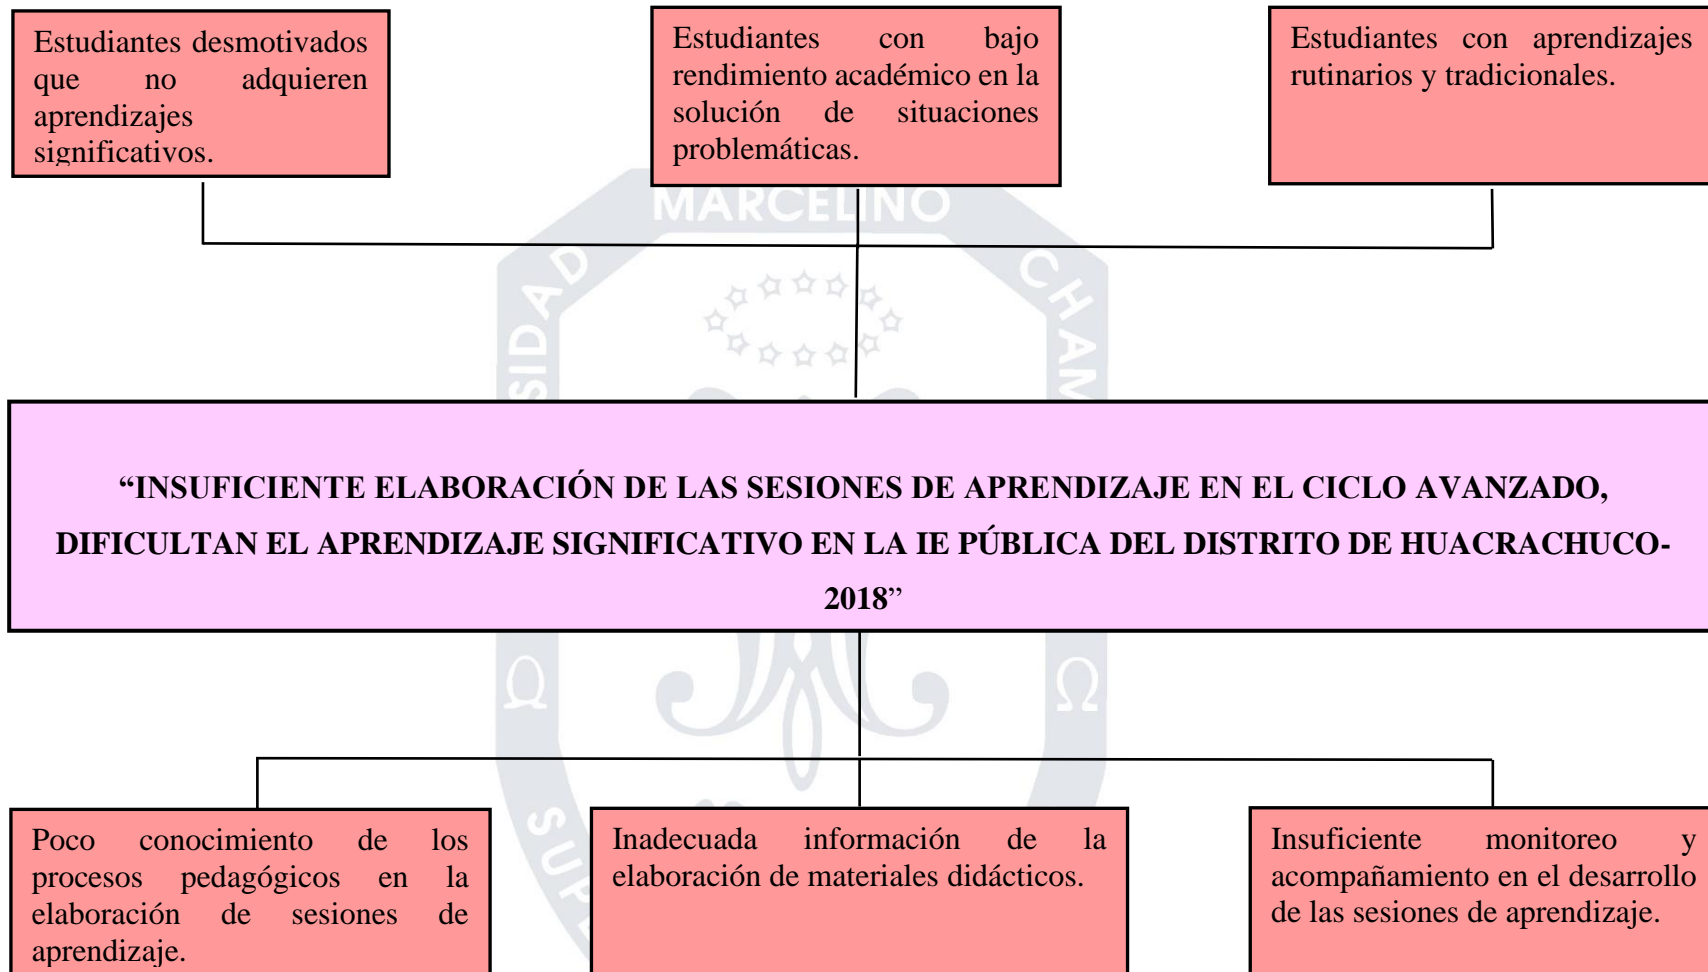 Estudiantes desmotivados
que no adquieren
aprendizajes
significativos.
Estudiantes con bajo
rendimiento académico en la
solución de situaciones
problemáticas.
Estudiantes con aprendizajes
rutinarios y tradicionales.
MARCELINO
SIDAD
CHAM
“INSUFICIENTE ELABORACIÓN DE LAS SESIONES DE APRENDIZAJE EN EL CICLO AVANZADO,
DIFICULTAN EL APRENDIZAJE SIGNIFICATIVO EN LA IE PÚBLICA DEL DISTRITO DE HUACRACHUCO-
2018”
Ω
Ω
SUP
Poco conocimiento de los
procesos pedagógicos en la
elaboración de sesiones de
aprendizaje.
Inadecuada información de la
elaboración de materiales didácticos.
Insuficiente monitoreo y
acompañamiento en el desarrollo
de las sesiones de aprendizaje.